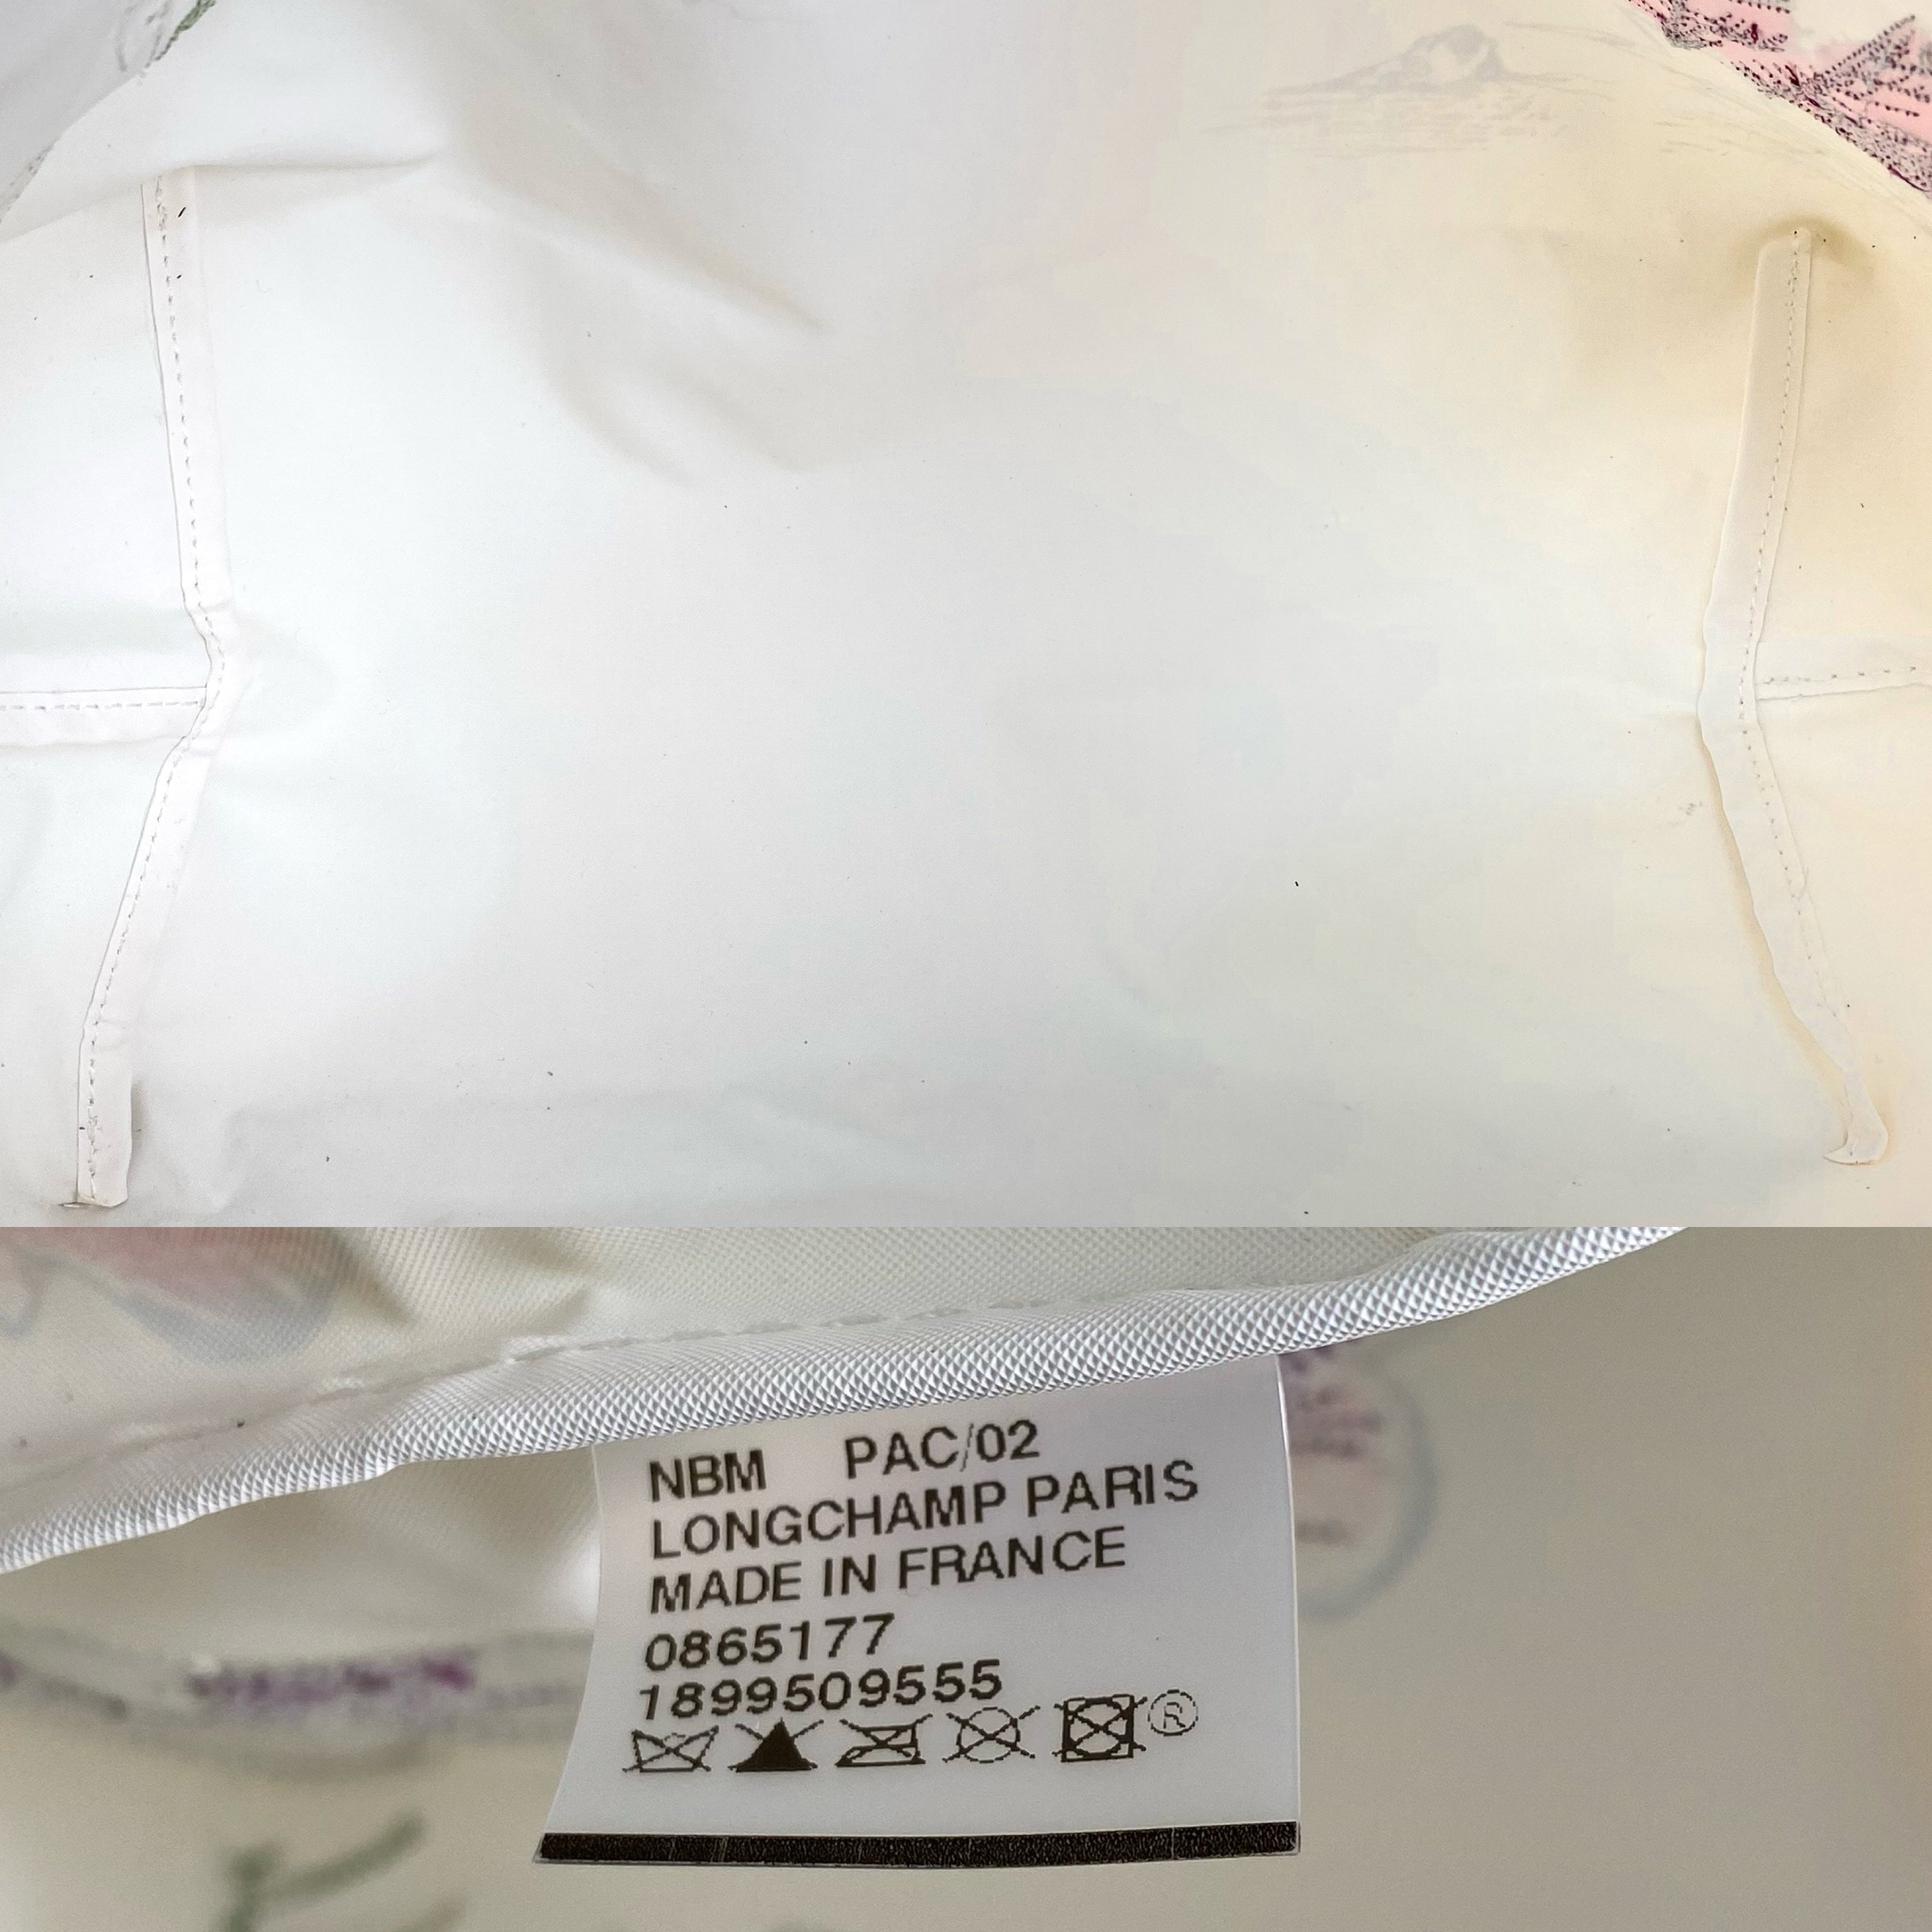 NBM PAC/02
LONGCHAMP PARIS
MADE IN FRANCE
0865177
1899509555
®